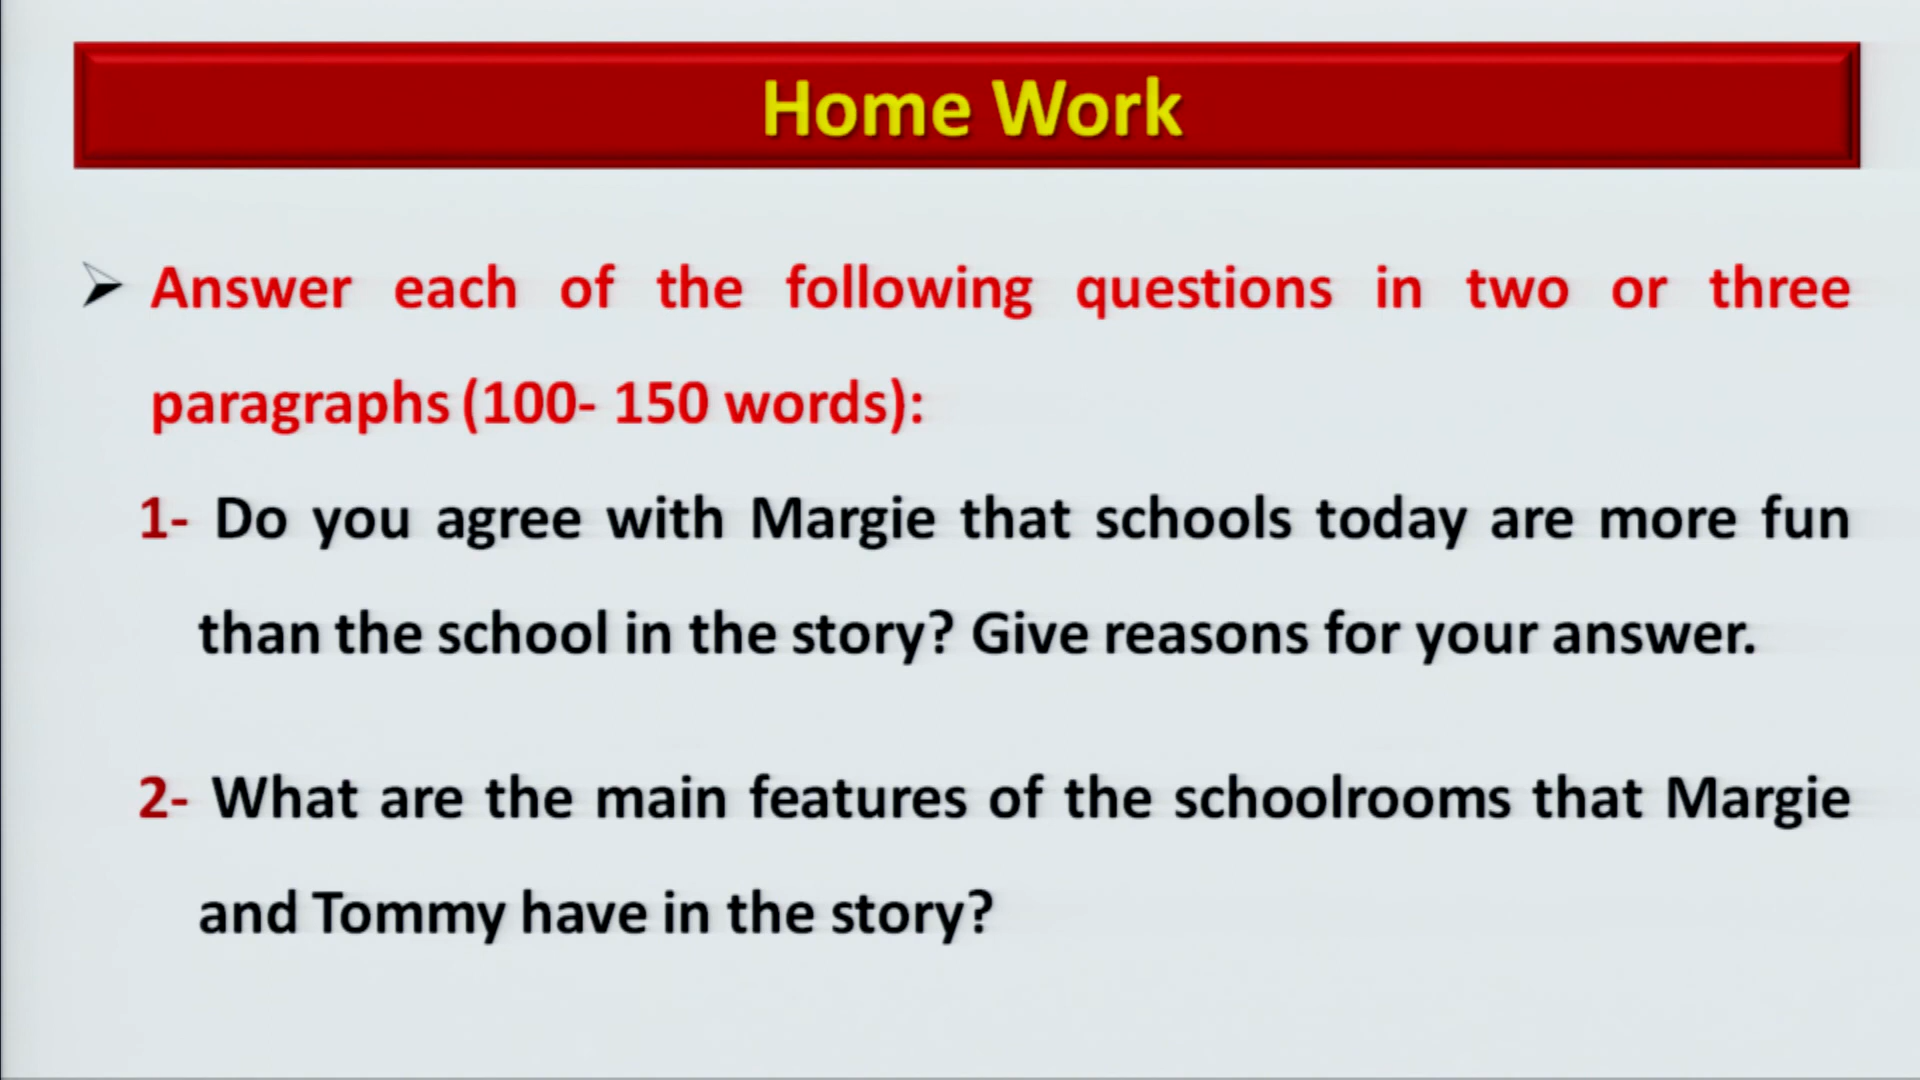 Home Work
Answer each of the following questions in two or three
paragraphs (100- 150 words):
1- Do you agree with Margie that schools today are more fun
than the school in the story? Give reasons for your answer.
2- What are the main features of the schoolrooms that Margie
and Tommy have in the story?